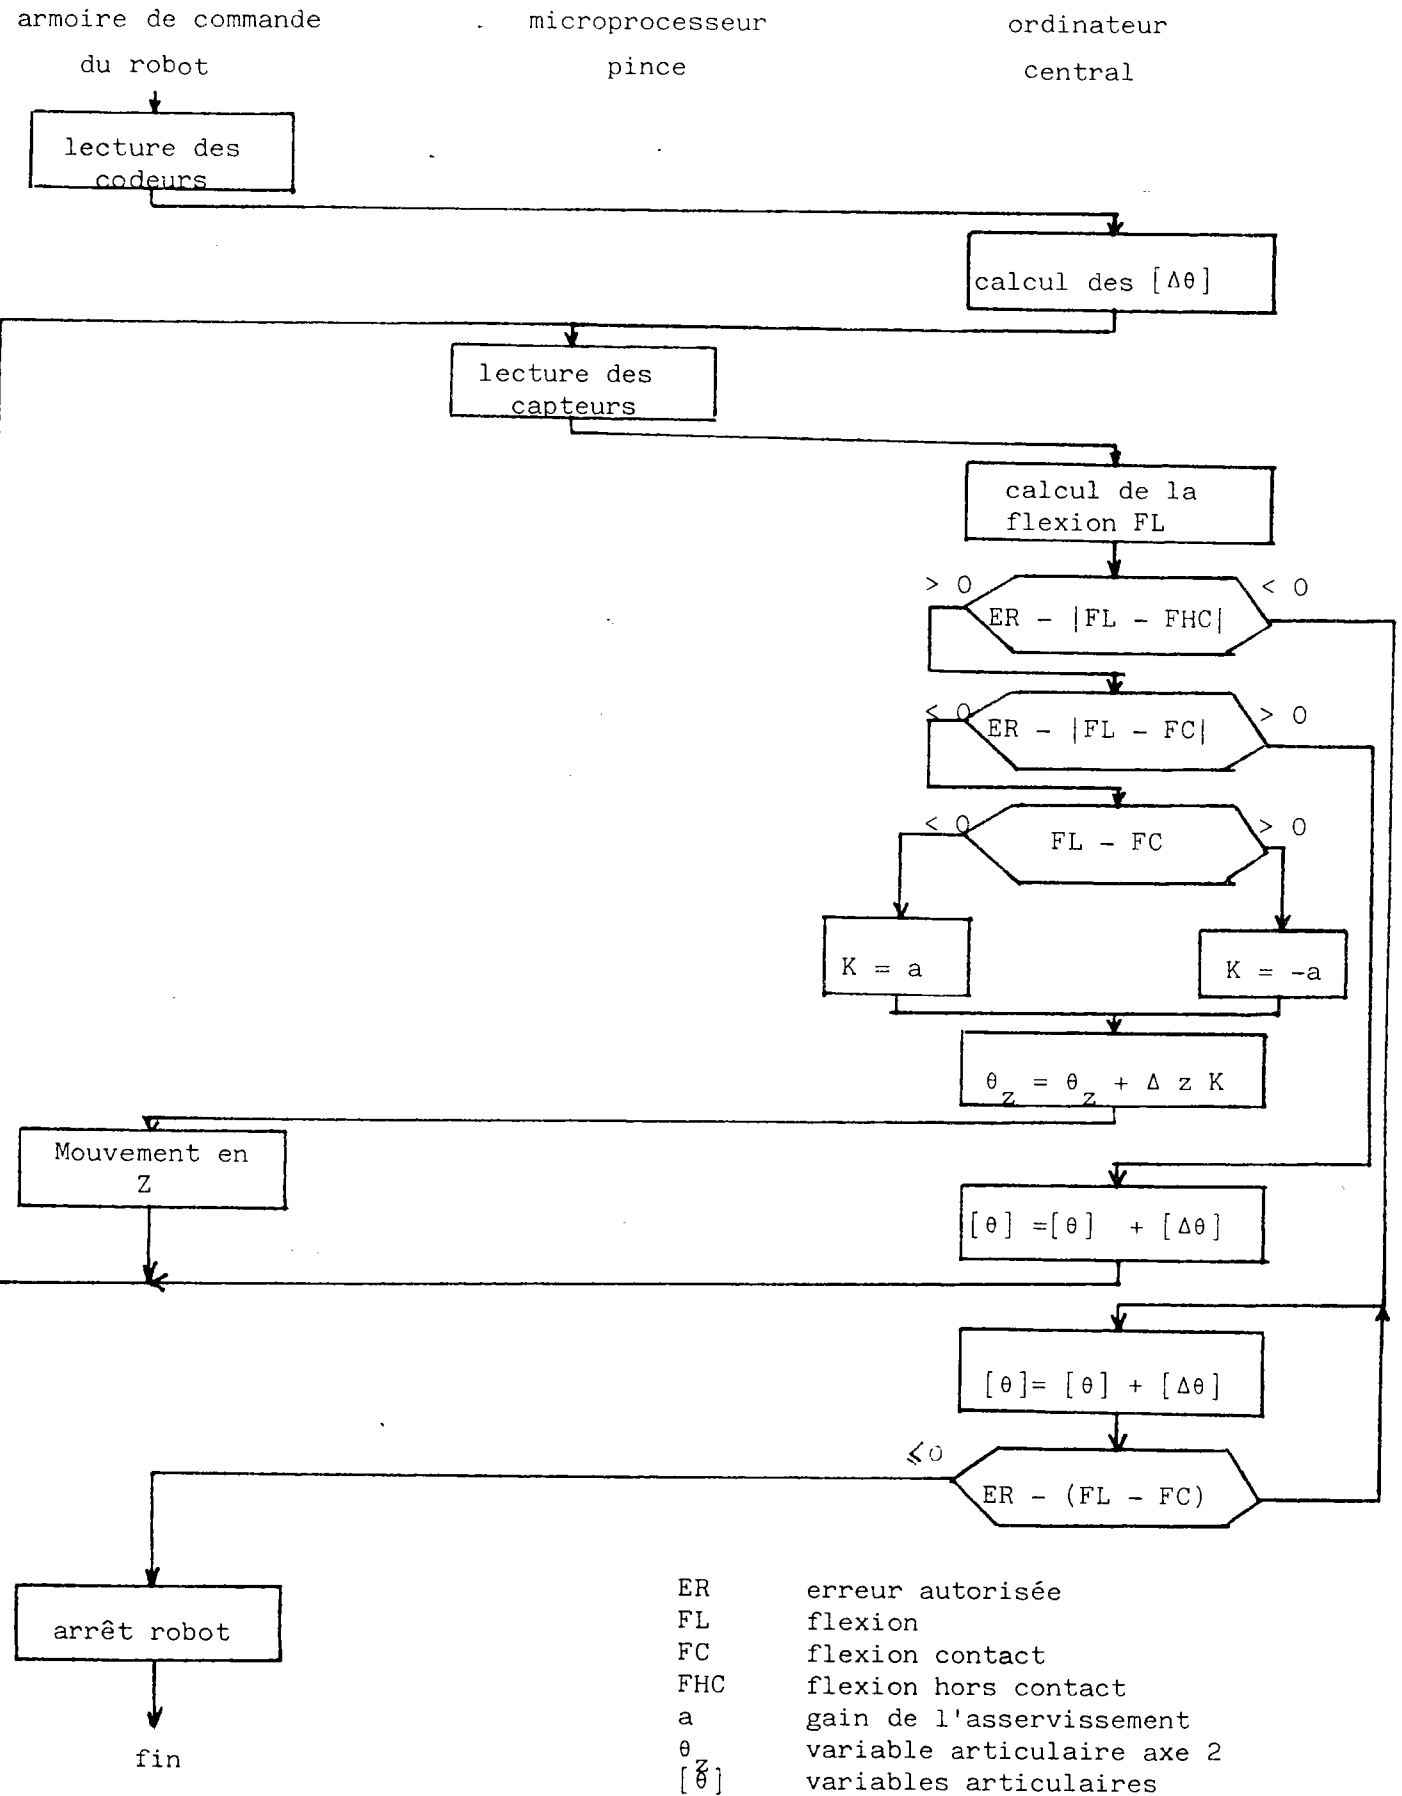 armoire de commande
du robot
microprocesseur
pince
ordinateur
central
lecture des
codeurs
calcul des [Δθ]
lecture des
capteurs
calcul de la
flexion FL
> 0
< 0
ER - |FL - FHC|
< 0
> 0
ER - |FL - FC|
< 0
> 0
FL - FC
K = a
K = -a
θz = θz + Δ z K
Mouvement en
Z
[θ] =[θ] + [Δθ]
[θ]= [θ] + [Δθ]
⩽0
ER - (FL - FC)
arrêt robot
fin
ER erreur autorisée
FL flexion
FC flexion contact
FHC flexion hors contact
a gain de l'asservissement
θz variable articulaire axe 2
[θ] variables articulaires